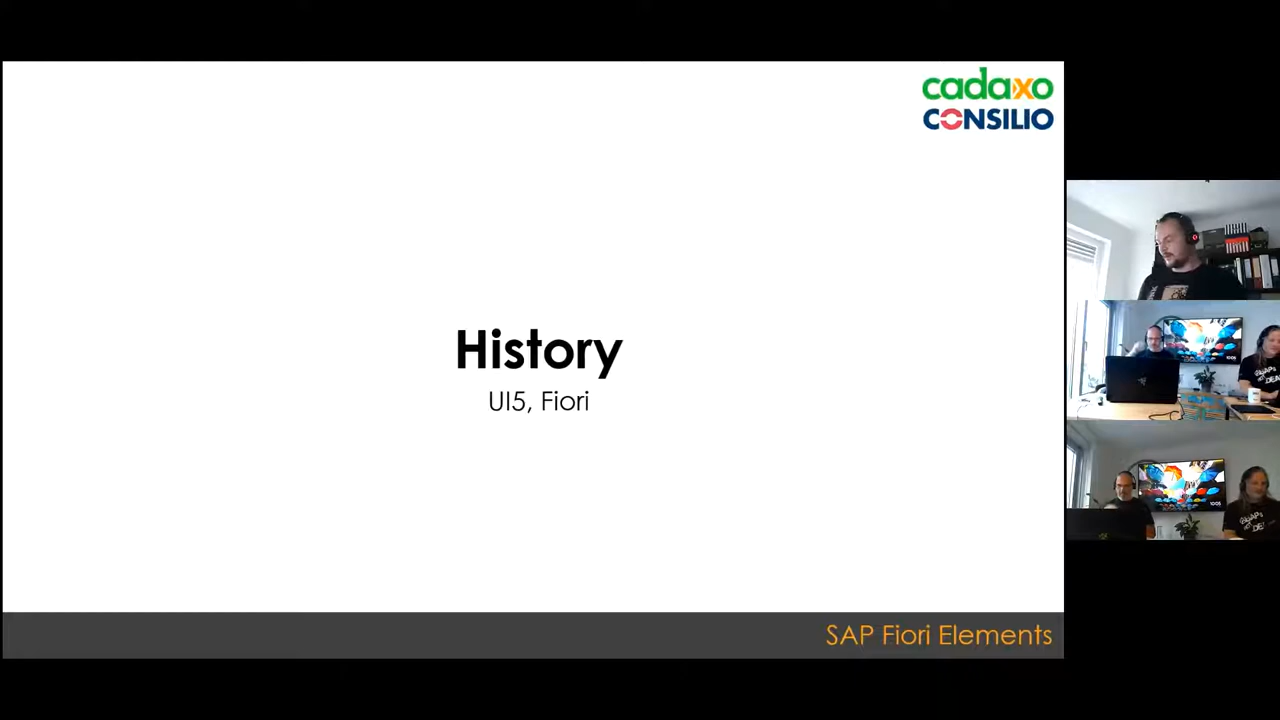 cadaxo
CONSILIO
History
UI5, Fiori
SAP Fiori Elements